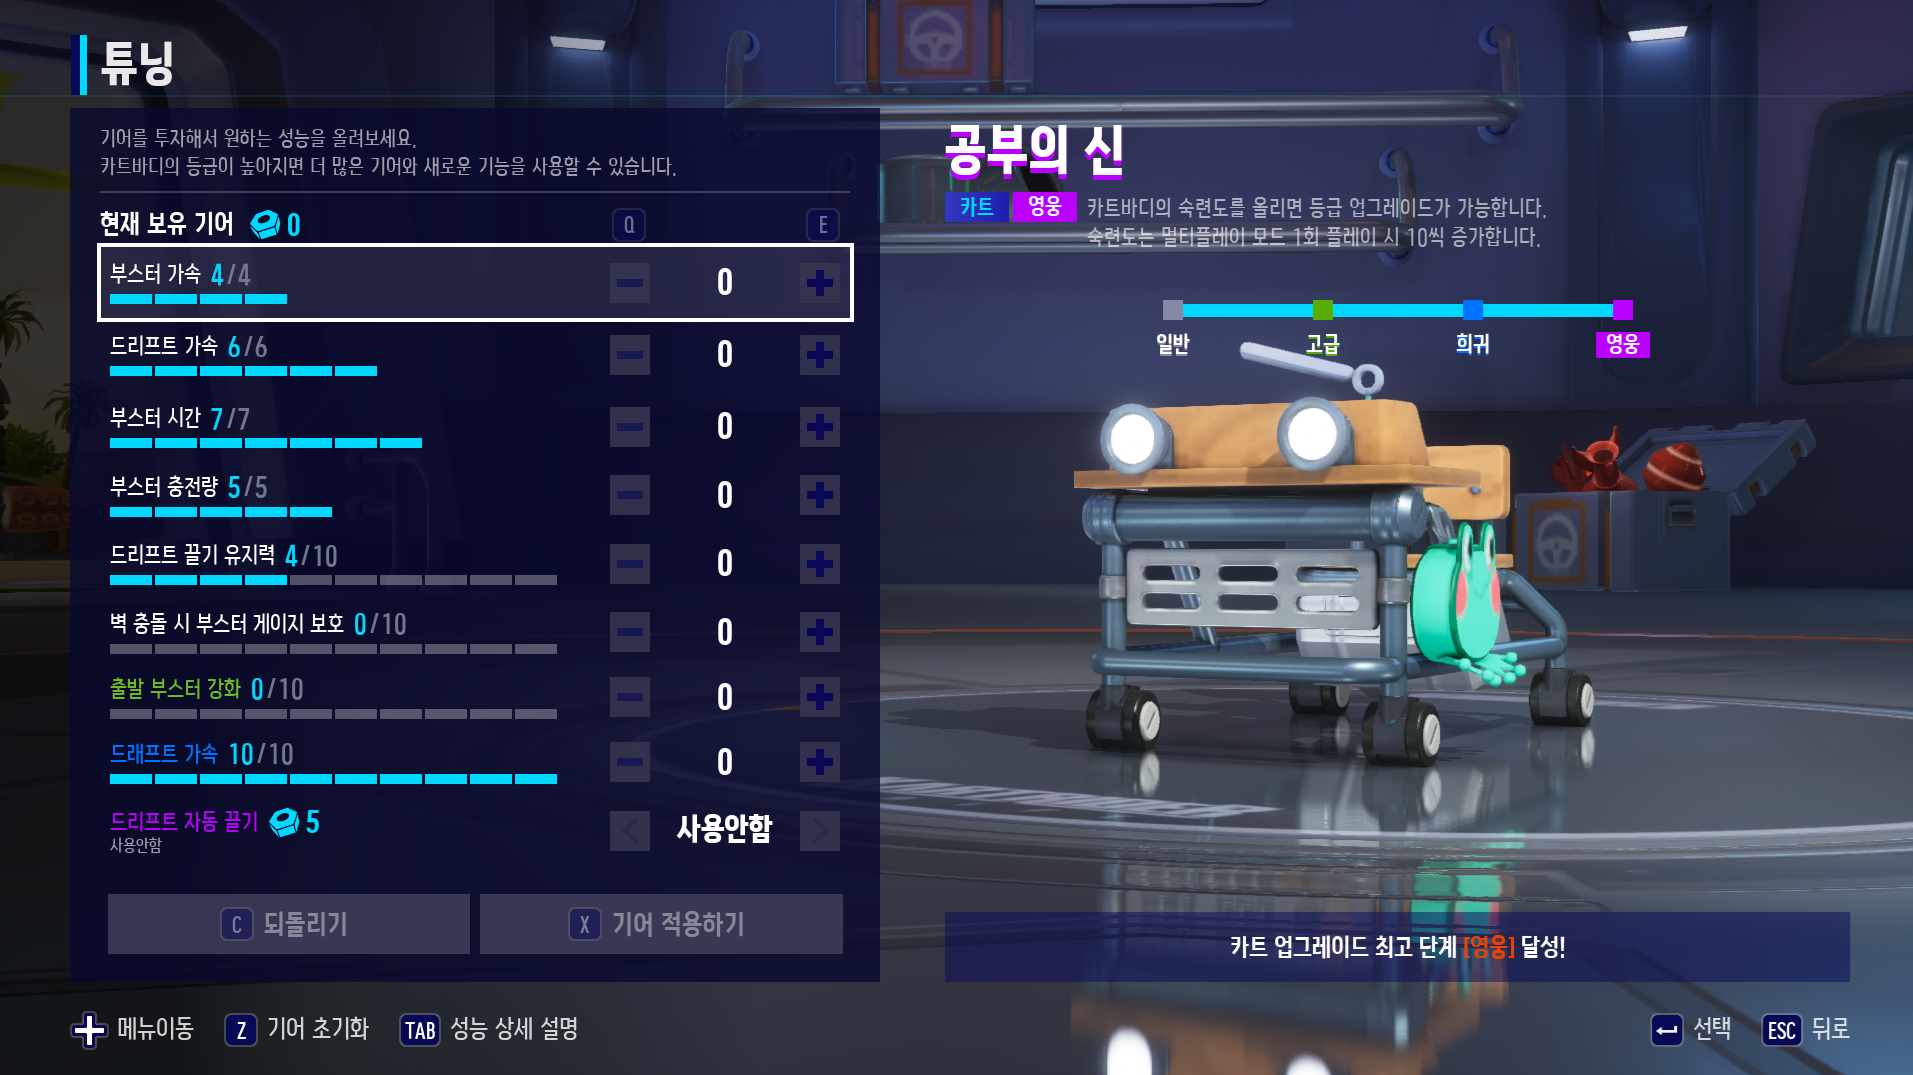 튜닝
기어를 투자해서 원하는 성능을 올려보세요.
카트바디의 등급이 높아지면 더 많은 기어와 새로운 기능을 사용할 수 있습니다.
현재 보유 기어 0 Q E
부스터 가속 4/4 0
드리프트 가속 6/6 0
부스터 시간 7/7 0
부스터 충전량 5/5 0
드리프트 끌기 유지력 4/10 0
벽 충돌 시 부스터 게이지 보호 0/10 0
출발 부스터 강화 0/10 0
드래프트 가속 10/10 0
드리프트 자동 끌기 5 사용안함
사용안함
C 되돌리기 X 기어 적용하기
공부의 신
카트 영웅 카트바디의 숙련도를 올리면 등급 업그레이드가 가능합니다.
숙련도는 멀티플레이 모드 1회 플레이 시 10씩 증가합니다.
일반 고급 희귀 영웅
카트 업그레이드 최고 단계 [영웅] 달성!
메뉴이동 Z 기어 초기화 TAB 성능 상세 설명 선택 ESC 뒤로